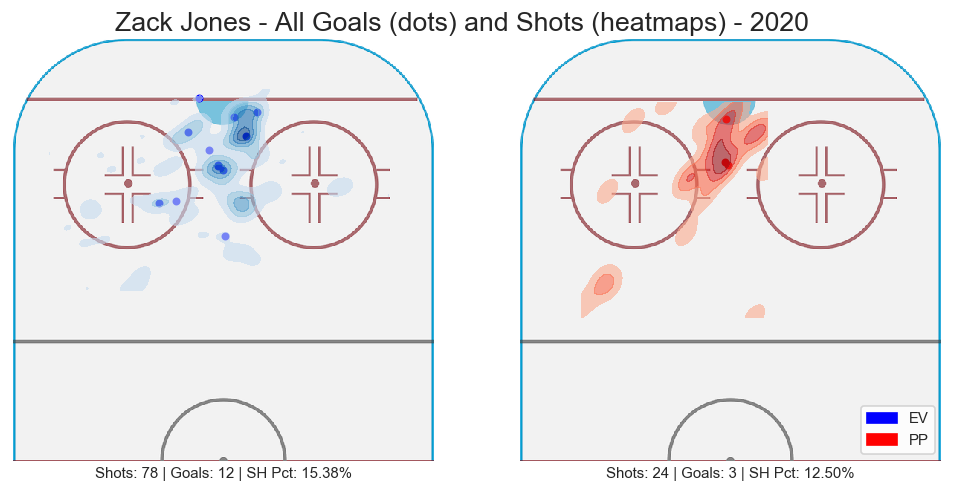 Zack Jones - All Goals (dots) and Shots (heatmaps) - 2020
EV
PP
Shots: 78 | Goals: 12 | SH Pct: 15.38%
Shots: 24 | Goals: 3 | SH Pct: 12.50%